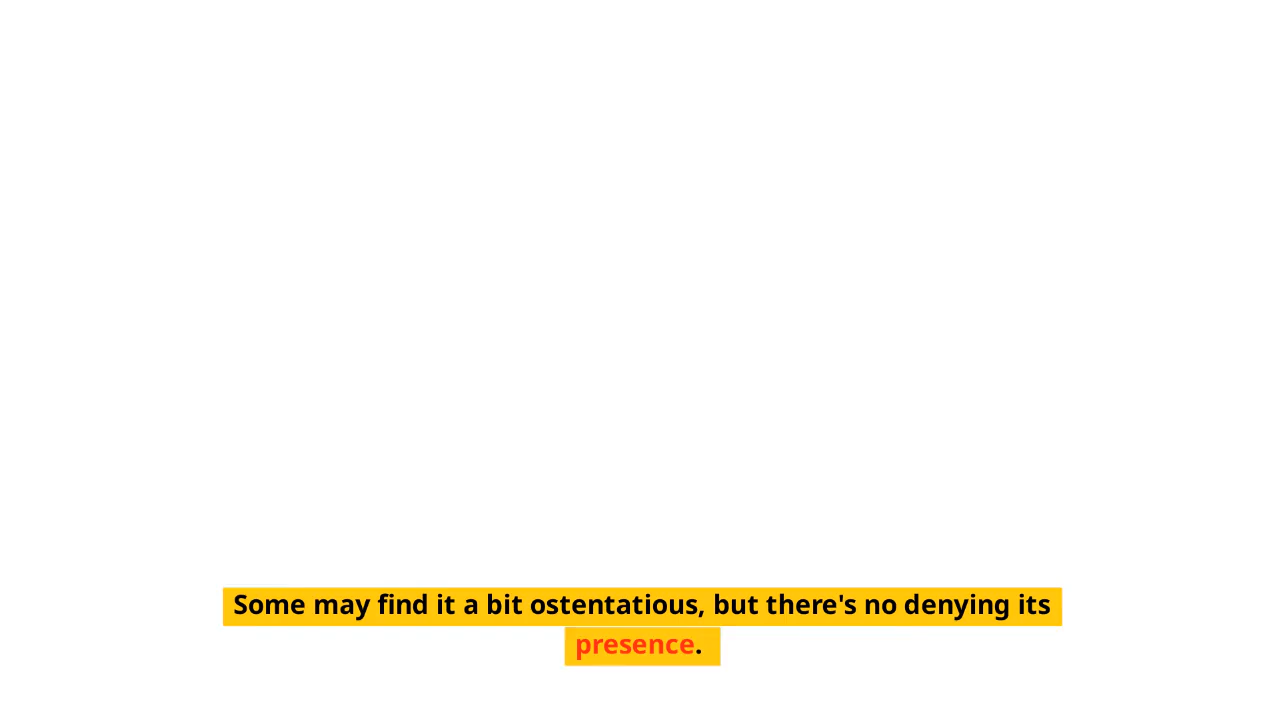 Some may find it a bit ostentatious, but there's no denying its
presence.